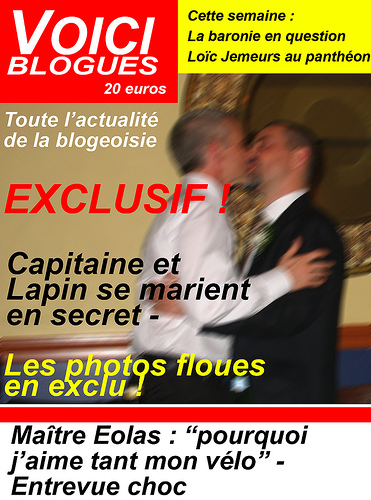 VOICI
BLOGUES
20 euros
Cette semaine :
La baronie en question
Loïc Jemeurs au panthéon
Toute l'actualité
de la blogeoisie
EXCLUSIF !
Capitaine et
Lapin se marient
en secret -
Les photos floues
en exclu !
Maître Eolas : “pourquoi
j'aime tant mon vélo” -
Entrevue choc